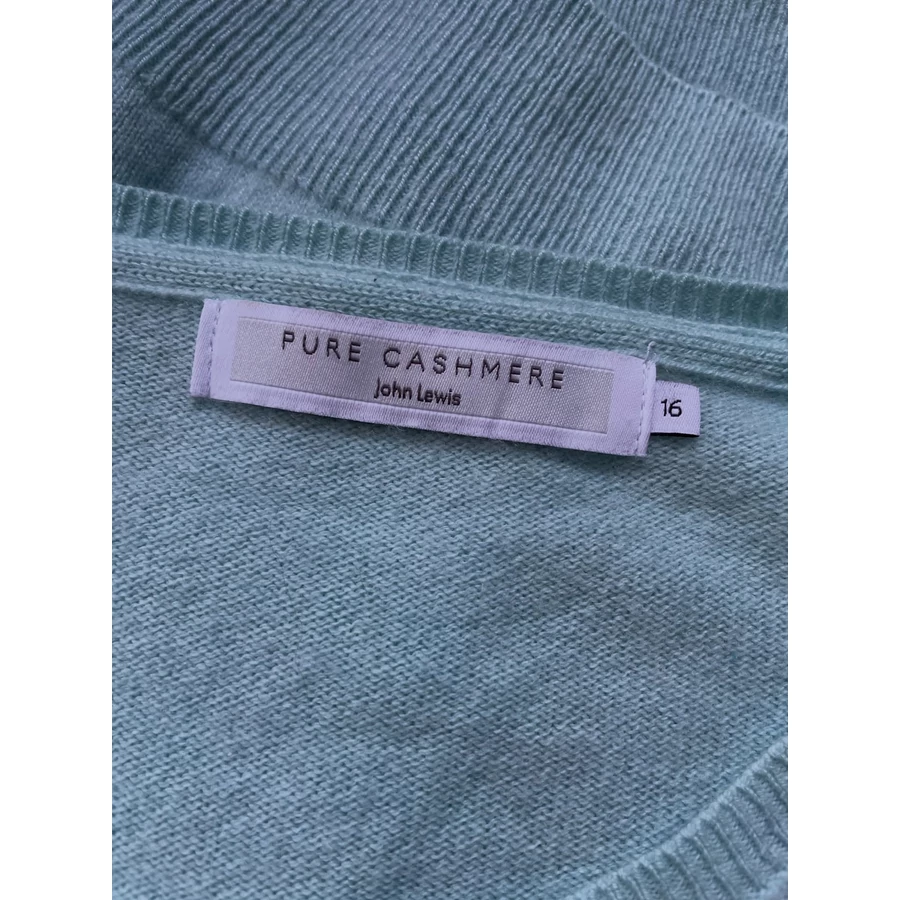 PURE CASHMERE
John Lewis
16